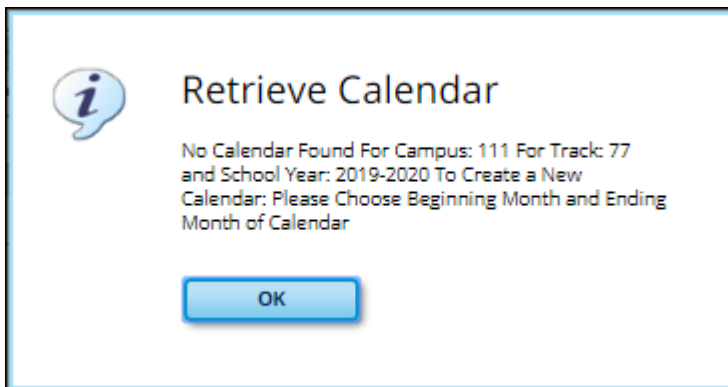 Retrieve Calendar
No Calendar Found For Campus: 111 For Track: 77
and School Year: 2019-2020 To Create a New
Calendar: Please Choose Beginning Month and Ending
Month of Calendar
OK